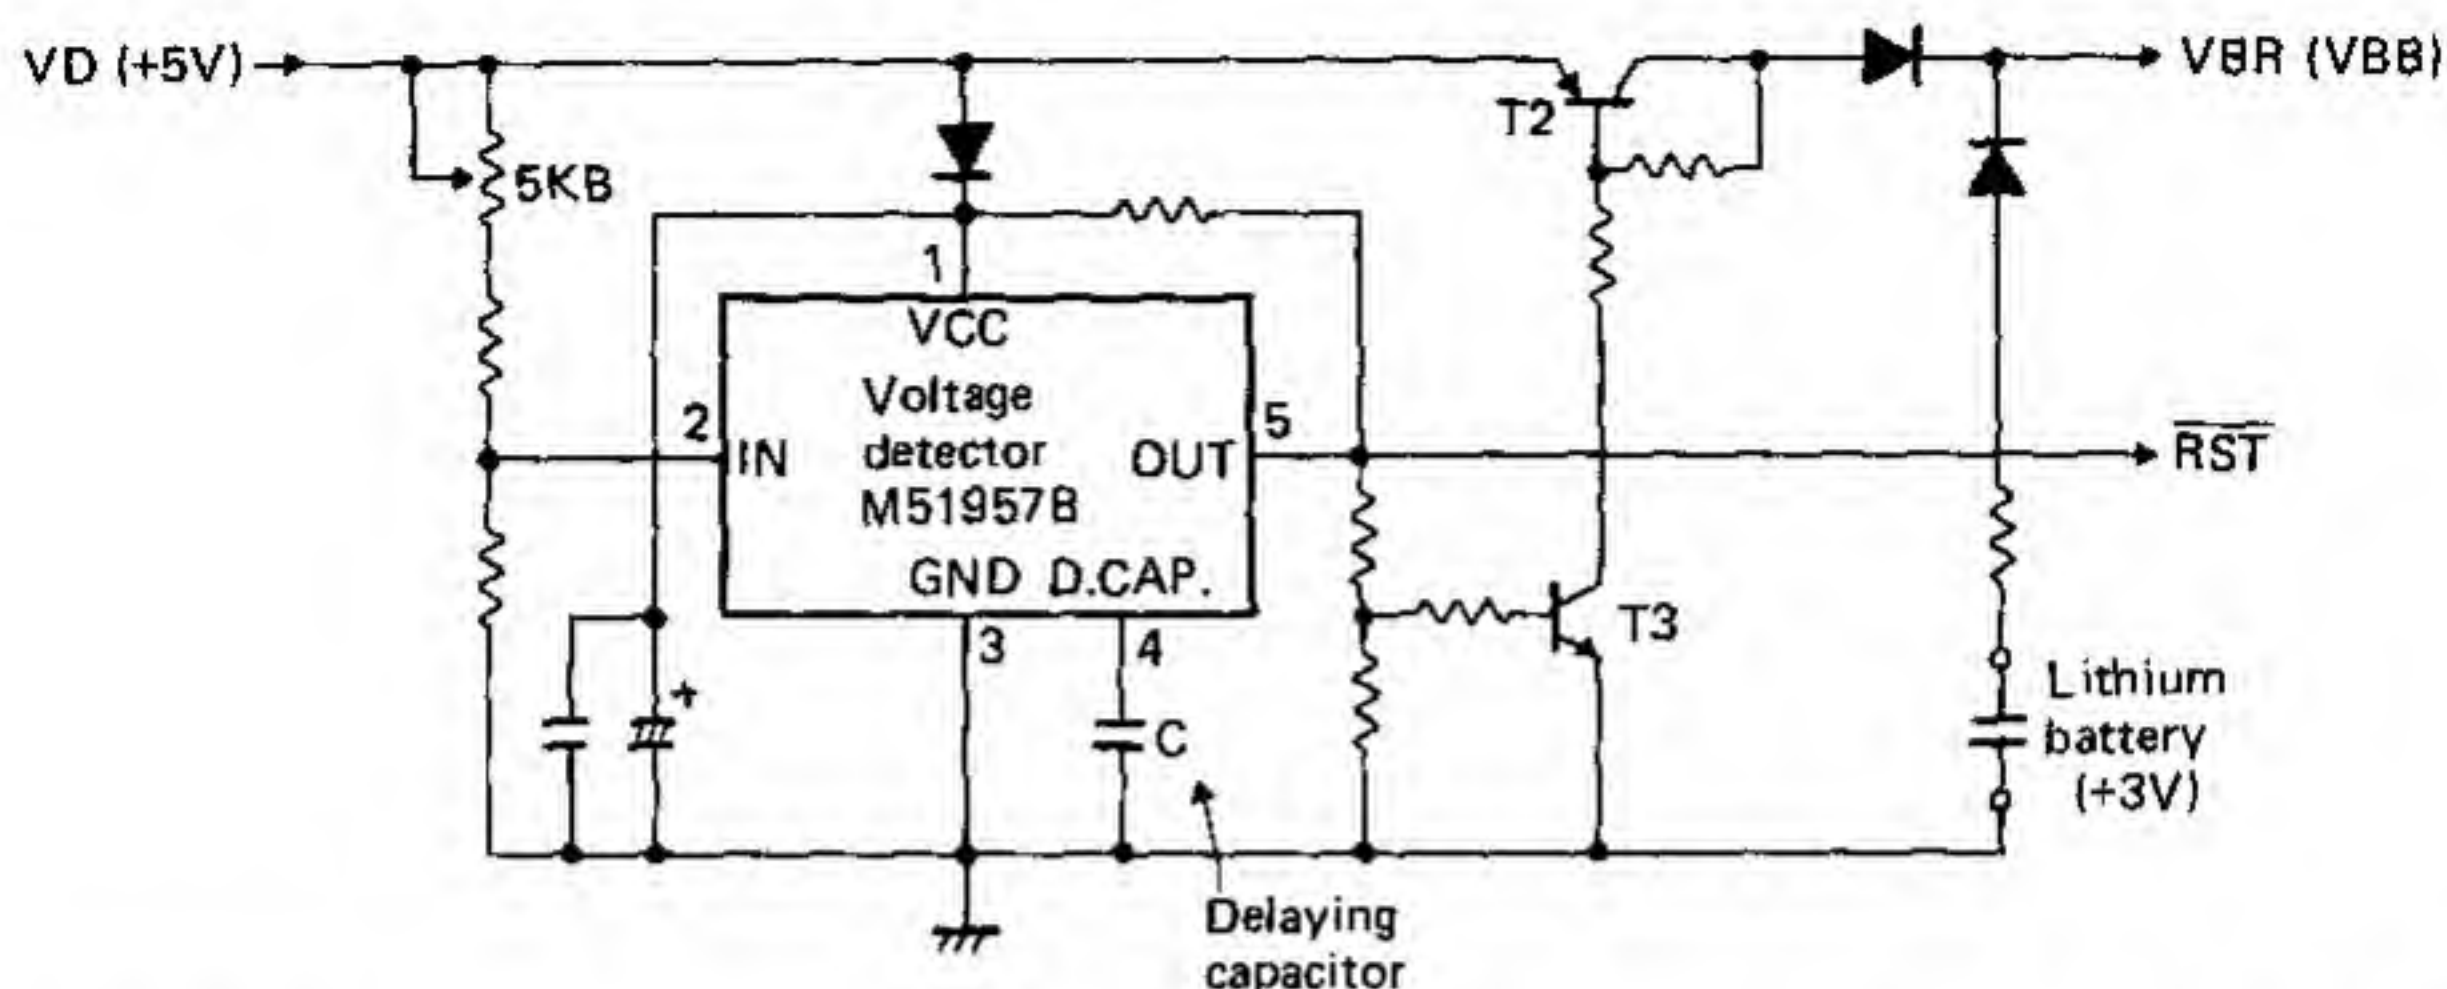 VD (+5V)
VBR (VBB)
T2
5KB
1
VCC
Voltage
detector
M51957B
2
IN
OUT
5
RST
GND D.CAP.
3
4
T3
+
C
Lithium
battery
(+3V)
Delaying
capacitor